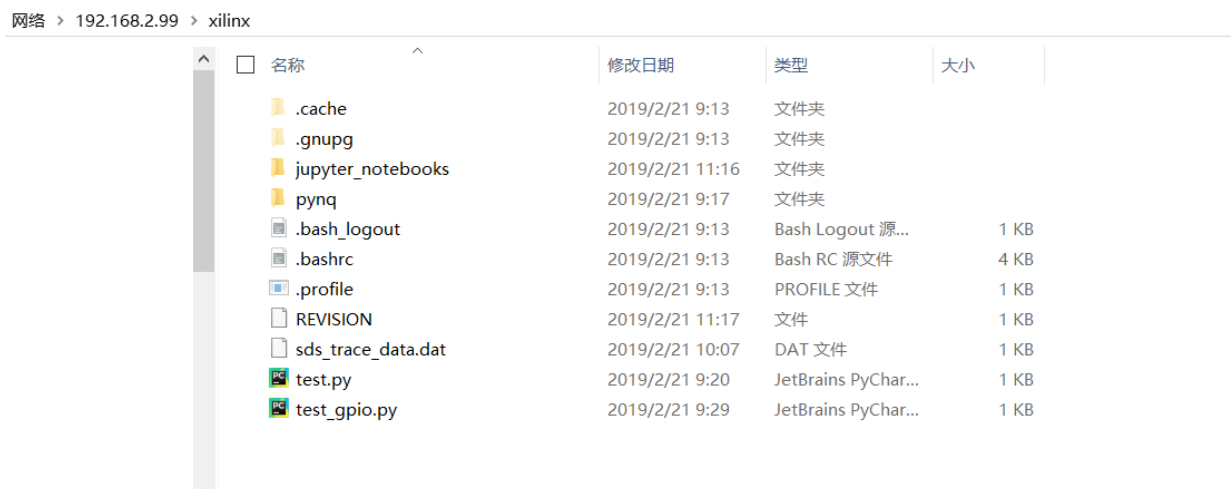 网络 > 192.168.2.99 > xilinx
名称 修改日期 类型 大小
.cache 2019/2/21 9:13 文件夹
.gnupg 2019/2/21 9:13 文件夹
jupyter_notebooks 2019/2/21 11:16 文件夹
pynq 2019/2/21 9:17 文件夹
.bash_logout 2019/2/21 9:13 Bash Logout 源... 1 KB
.bashrc 2019/2/21 9:13 Bash RC 源文件 4 KB
.profile 2019/2/21 9:13 PROFILE 文件 1 KB
REVISION 2019/2/21 11:17 文件 1 KB
sds_trace_data.dat 2019/2/21 10:07 DAT 文件 1 KB
test.py 2019/2/21 9:20 JetBrains PyChar... 1 KB
test_gpio.py 2019/2/21 9:29 JetBrains PyChar... 1 KB